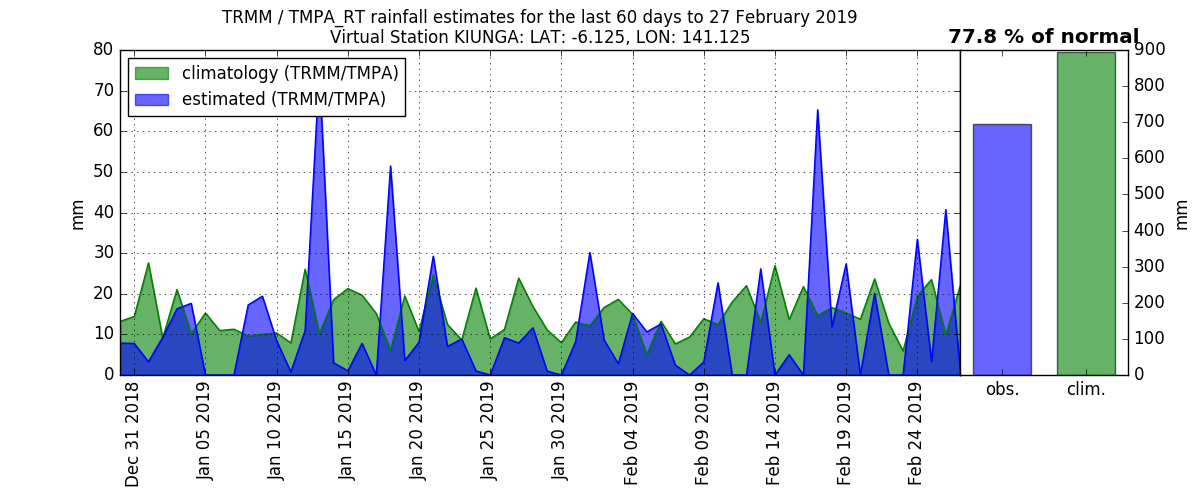 TRMM / TMPA_RT rainfall estimates for the last 60 days to 27 February 2019
Virtual Station KIUNGA: LAT: -6.125, LON: 141.125
77.8 % of normal
climatology (TRMM/TMPA)
estimated (TRMM/TMPA)
mm
80
70
60
50
40
30
20
10
0
Dec 31 2018
Jan 05 2019
Jan 10 2019
Jan 15 2019
Jan 20 2019
Jan 25 2019
Jan 30 2019
Feb 04 2019
Feb 09 2019
Feb 14 2019
Feb 19 2019
Feb 24 2019
obs.
clim.
900
800
700
600
500
400
300
200
100
0
mm